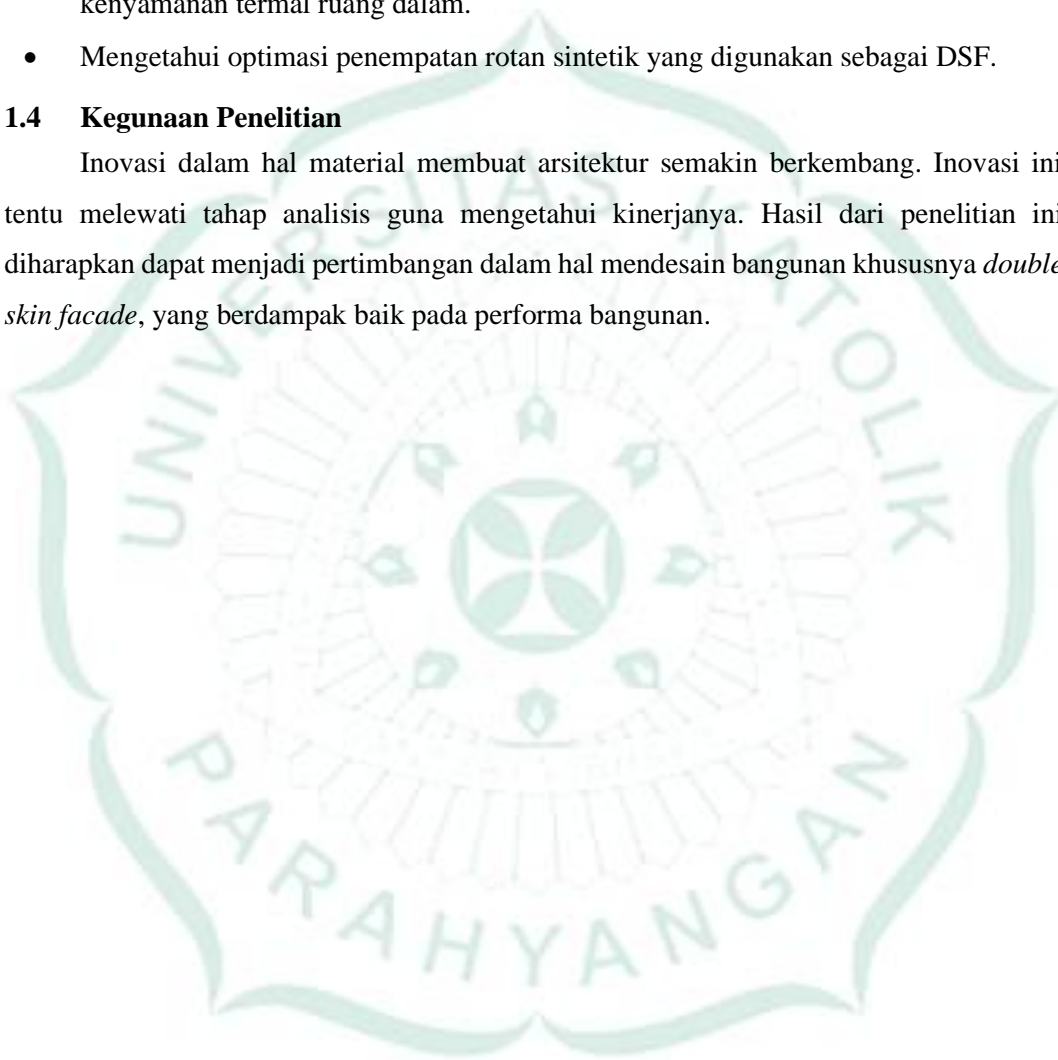 kenyamanan termal ruang dalam.
• Mengetahui optimasi penempatan rotan sintetik yang digunakan sebagai DSF.
1.4 Kegunaan Penelitian
Inovasi dalam hal material membuat arsitektur semakin berkembang. Inovasi ini
tentu melewati tahap analisis guna mengetahui kinerjanya. Hasil dari penelitian ini
diharapkan dapat menjadi pertimbangan dalam hal mendesain bangunan khususnya double
skin facade, yang berdampak baik pada performa bangunan.
UNIVERSITAS KATOLIK
PARAHYANGAN